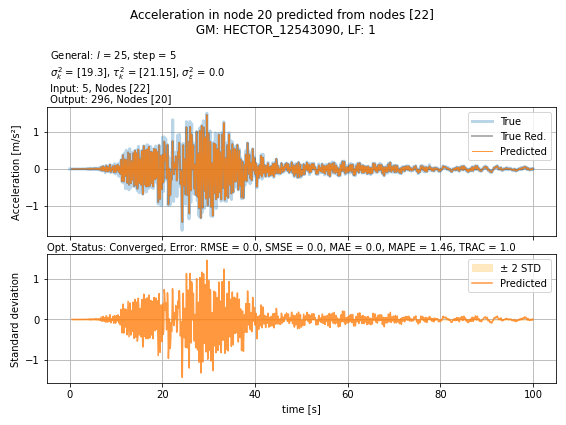 Acceleration in node 20 predicted from nodes [22]
GM: HECTOR_12543090, LF: 1
General: l = 25, step = 5
σ²ₖ = [19.3], τ²ₖ = [21.15], σ²ε = 0.0
Input: 5, Nodes [22]
Output: 296, Nodes [20]
Acceleration [m/s²]
1
0
−1
True
True Red.
Predicted
Opt. Status: Converged, Error: RMSE = 0.0, SMSE = 0.0, MAE = 0.0, MAPE = 1.46, TRAC = 1.0
Standard deviation
1
0
−1
± 2 STD
Predicted
0 20 40 60 80 100
time [s]